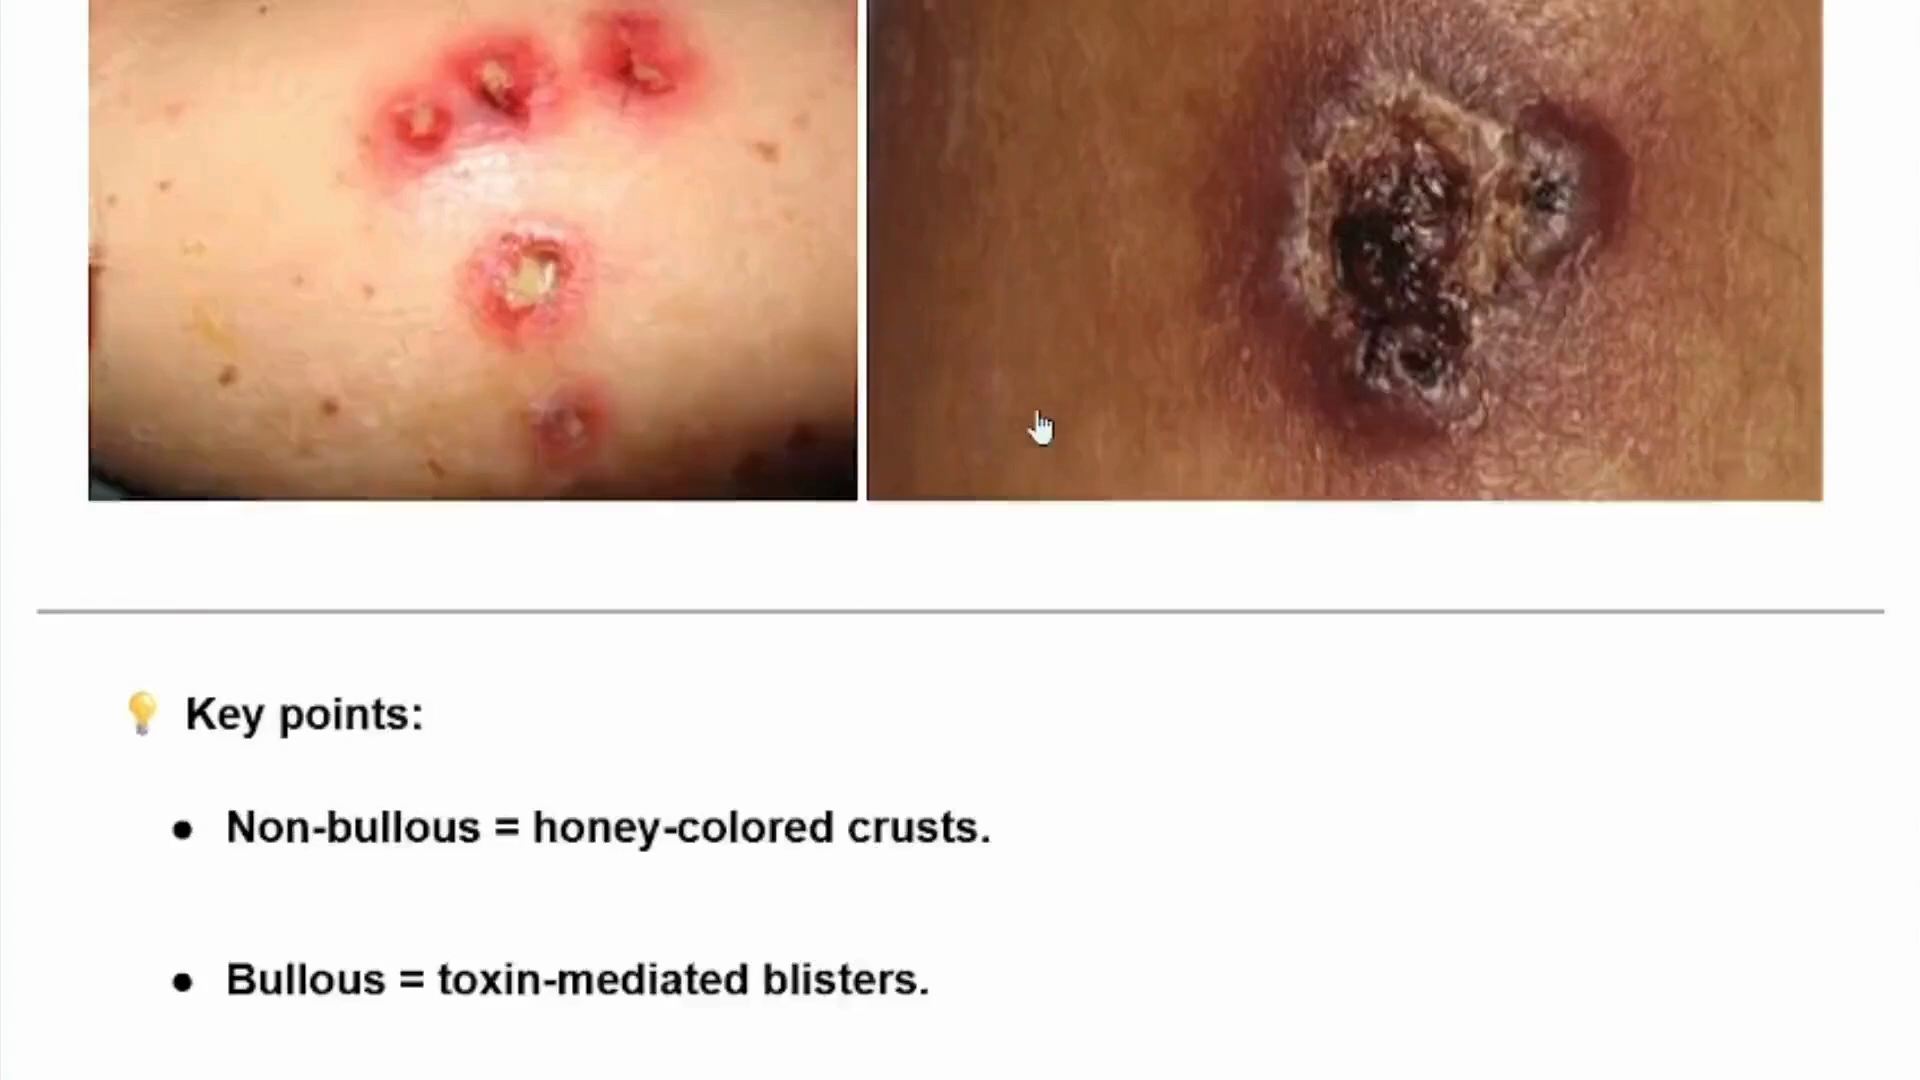 💡 Key points:
● Non-bullous = honey-colored crusts.
● Bullous = toxin-mediated blisters.